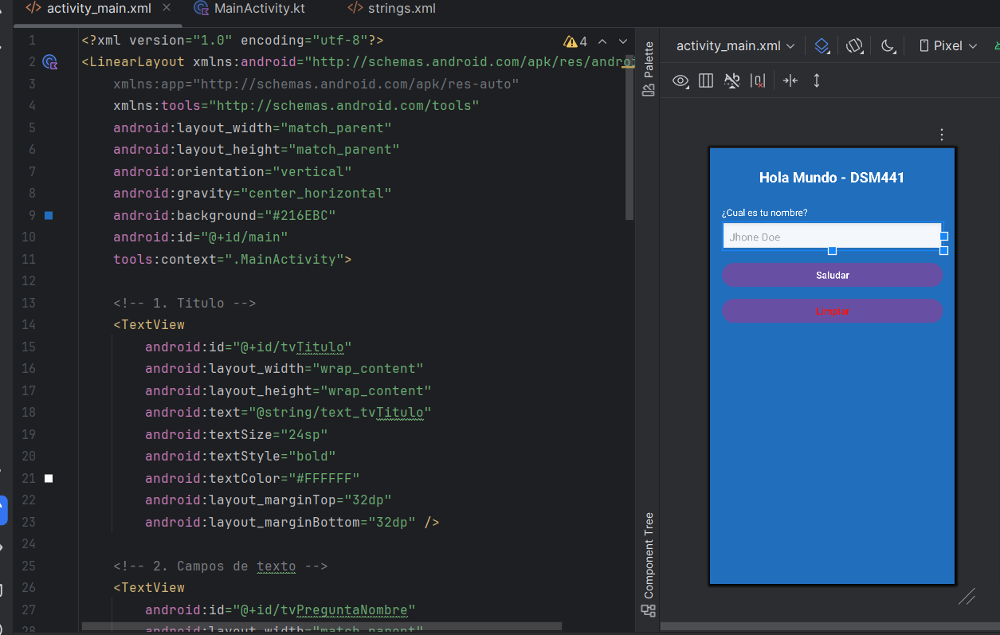 activity_main.xml
MainActivity.kt
strings.xml
1 <?xml version="1.0" encoding="utf-8"?>
4
2 <LinearLayout xmlns:android="http://schemas.android.com/apk/res/androi
3 xmlns:app="http://schemas.android.com/apk/res-auto"
4 xmlns:tools="http://schemas.android.com/tools"
5 android:layout_width="match_parent"
6 android:layout_height="match_parent"
7 android:orientation="vertical"
8 android:gravity="center_horizontal"
9 android:background="#216EBC"
10 android:id="@+id/main"
11 tools:context=".MainActivity">
12
13 <!-- 1. Titulo -->
14 <TextView
15 android:id="@+id/tvTitulo"
16 android:layout_width="wrap_content"
17 android:layout_height="wrap_content"
18 android:text="@string/text_tvTitulo"
19 android:textSize="24sp"
20 android:textStyle="bold"
21 android:textColor="#FFFFFF"
22 android:layout_marginTop="32dp"
23 android:layout_marginBottom="32dp" />
24
25 <!-- 2. Campos de texto -->
26 <TextView
27 android:id="@+id/tvPreguntaNombre"
28 android:layout_width="match_parent"
Palette
Component Tree
activity_main.xml
Pixel
Hola Mundo - DSM441
¿Cual es tu nombre?
Jhone Doe
Saludar
Limpiar